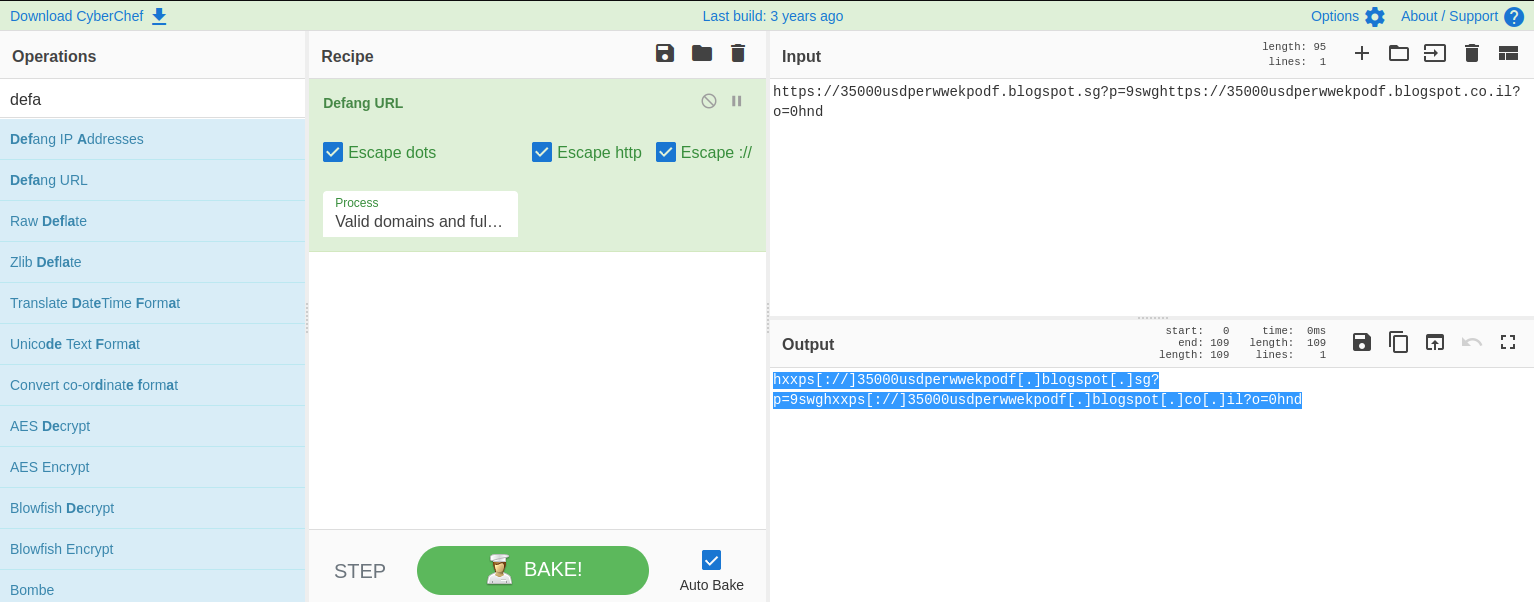 Download CyberChef
Last build: 3 years ago
Options
About / Support
Operations
defa
Defang IP Addresses
Defang URL
Raw Deflate
Zlib Deflate
Translate DateTime Format
Unicode Text Format
Convert co-ordinate format
AES Decrypt
AES Encrypt
Blowfish Decrypt
Blowfish Encrypt
Bombe
Recipe
Defang URL
Escape dots
Escape http
Escape ://
Process
Valid domains and ful…
STEP
BAKE!
Auto Bake
Input
length: 95
lines: 1
https://35000usdperwwekpodf.blogspot.sg?p=9swghttps://35000usdperwwekpodf.blogspot.co.il?
o=0hnd
Output
start: 0 time: 0ms
end: 109 length: 109
length: 109 lines: 1
hxxps[://]35000usdperwwekpodf[.]blogspot[.]sg?
p=9swghxxps[://]35000usdperwwekpodf[.]blogspot[.]co[.]il?o=0hnd